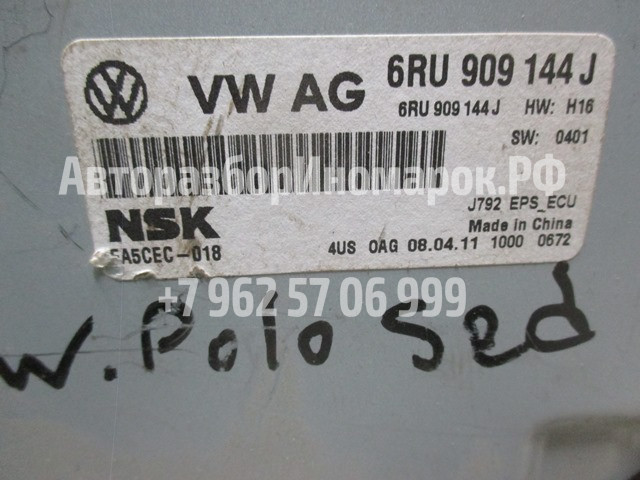 VW AG 6RU 909 144 J
6RU 909 144 J HW: H16
SW: 0401
АвторазборИномарок.РФ
J792 EPS_ECU
NSK Made in China
EA5CEC-018 4US 0AG 08.04.11 1000 0672
+7 962 57 06 999
w. Polo Sed